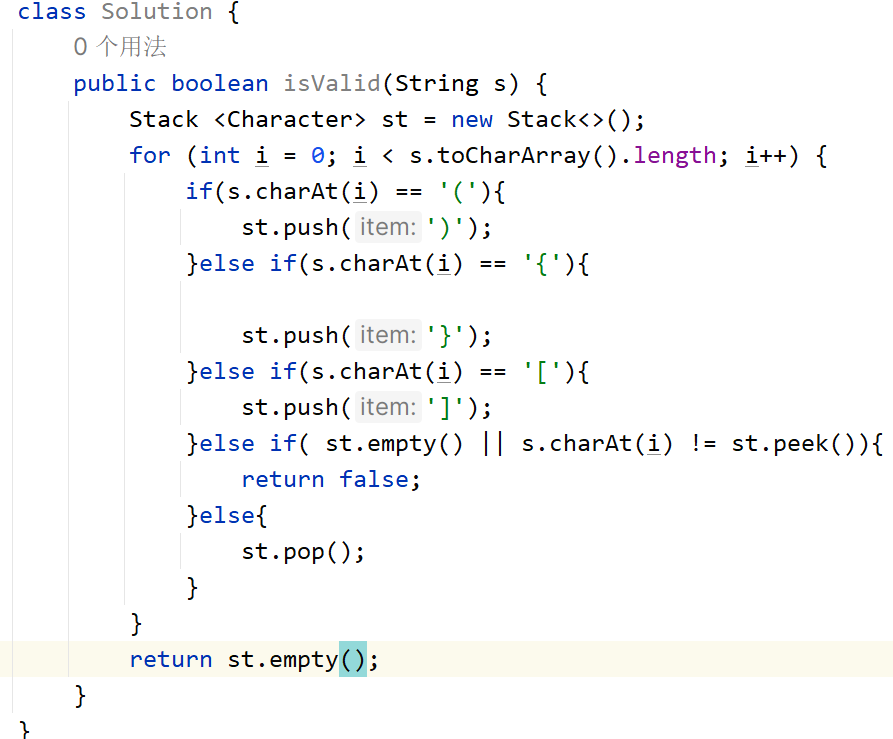 class Solution {
0 个用法
public boolean isValid(String s) {
Stack <Character> st = new Stack<>();
for (int i = 0; i < s.toCharArray().length; i++) {
if(s.charAt(i) == '('){
st.push( item: ')');
}else if(s.charAt(i) == '{'){
st.push( item: '}');
}else if(s.charAt(i) == '['){
st.push( item: ']');
}else if( st.empty() || s.charAt(i) != st.peek()){
return false;
}else{
st.pop();
}
}
return st.empty();
}
}